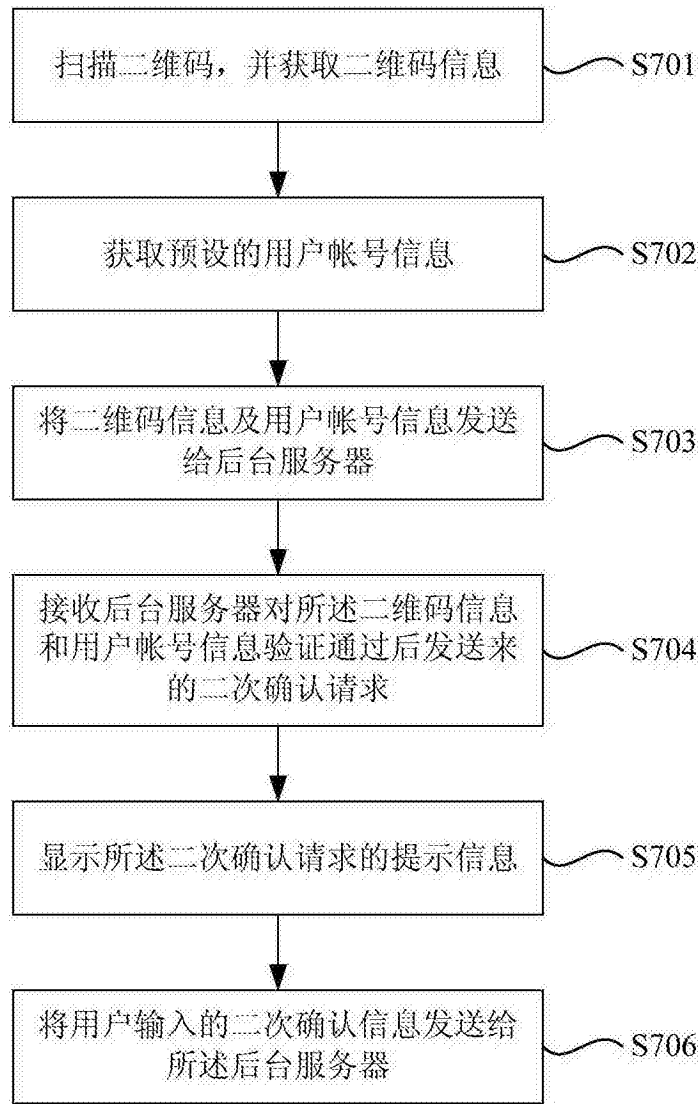 扫描二维码，并获取二维码信息
S701
获取预设的用户帐号信息
S702
将二维码信息及用户帐号信息发送
给后台服务器
S703
接收后台服务器对所述二维码信息
和用户帐号信息验证通过后发送来
的二次确认请求
S704
显示所述二次确认请求的提示信息
S705
将用户输入的二次确认信息发送给
所述后台服务器
S706